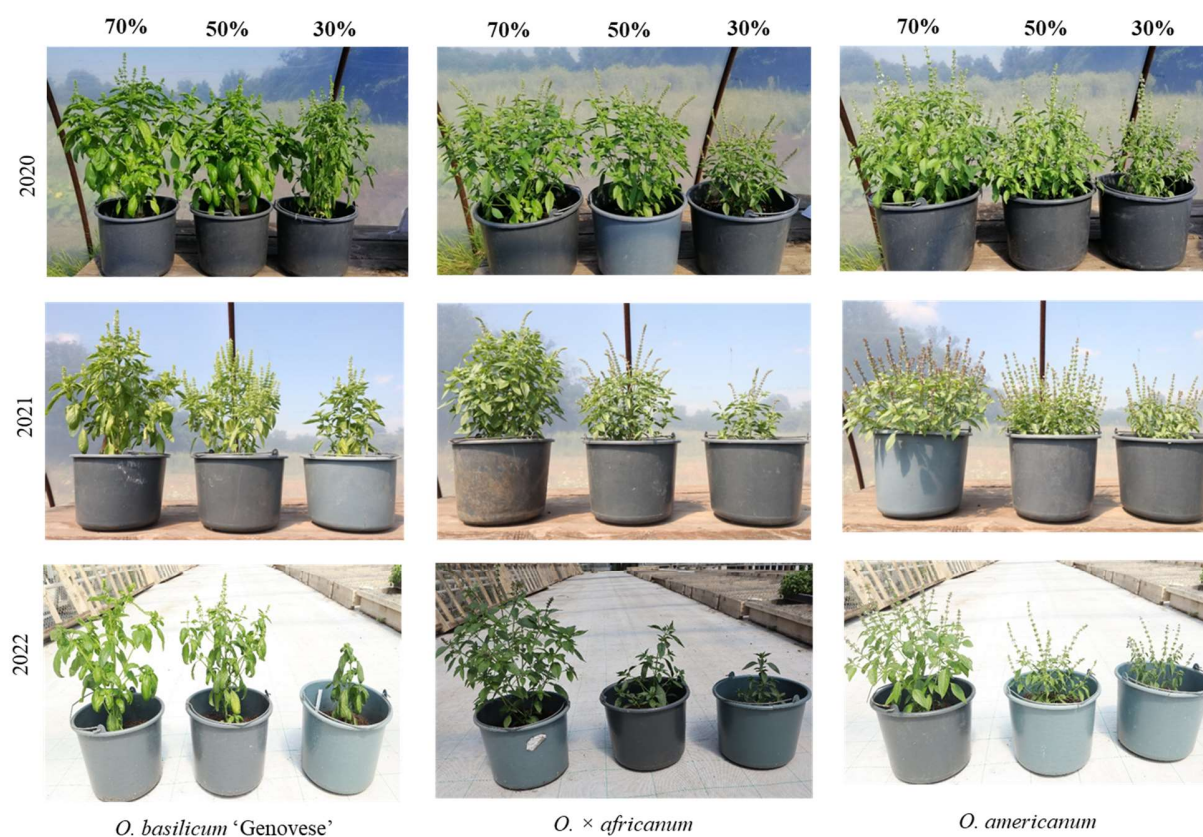 70% 50% 30% 70% 50% 30% 70% 50% 30%
2020
2021
2022
O. basilicum ‘Genovese’ O. × africanum O. americanum